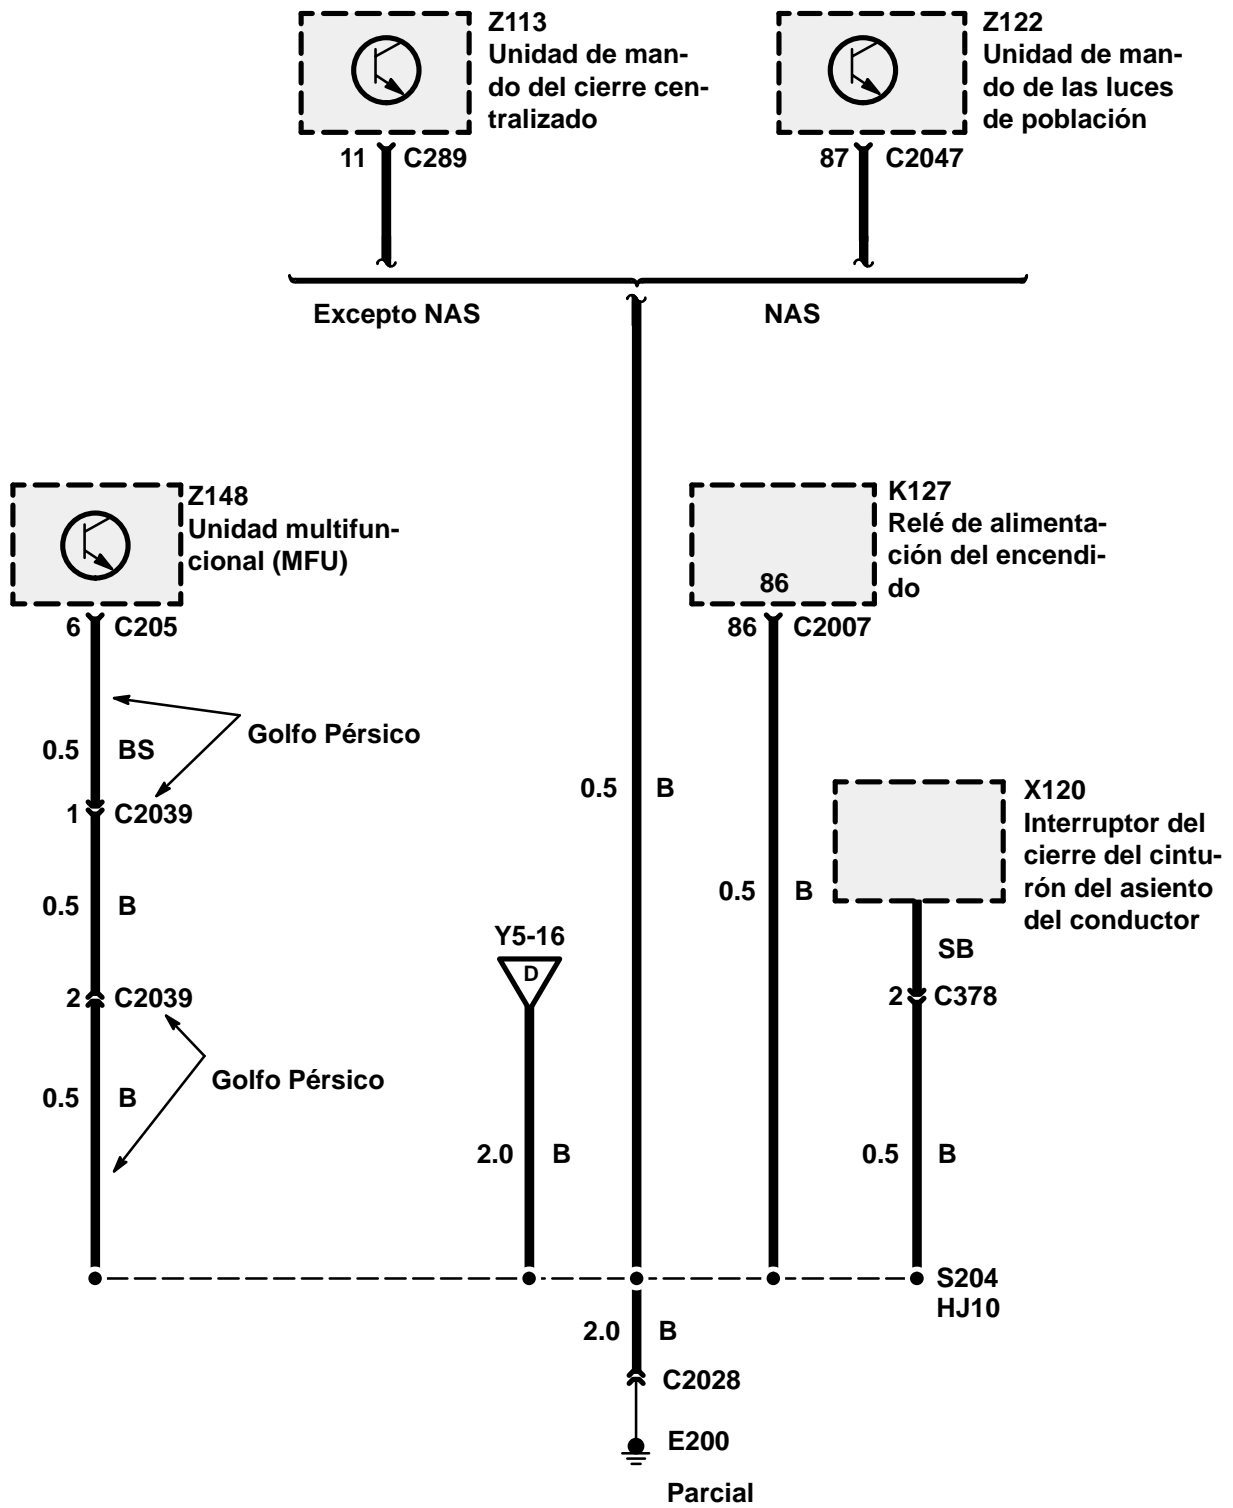 Z113
Unidad de man-
do del cierre cen-
tralizado
Z122
Unidad de man-
do de las luces
de población
11 C289
87 C2047
Excepto NAS
NAS
Z148
Unidad multifun-
cional (MFU)
K127
Relé de alimenta-
ción del encendi-
do
86
6 C205
86 C2007
Golfo Pérsico
0.5 BS
0.5 B
X120
Interruptor del
cierre del cintu-
rón del asiento
del conductor
1 C2039
0.5 B
0.5 B
Y5-16
D
SB
2 C2039
2 C378
Golfo Pérsico
0.5 B
2.0 B
0.5 B
S204
HJ10
2.0 B
C2028
E200
Parcial